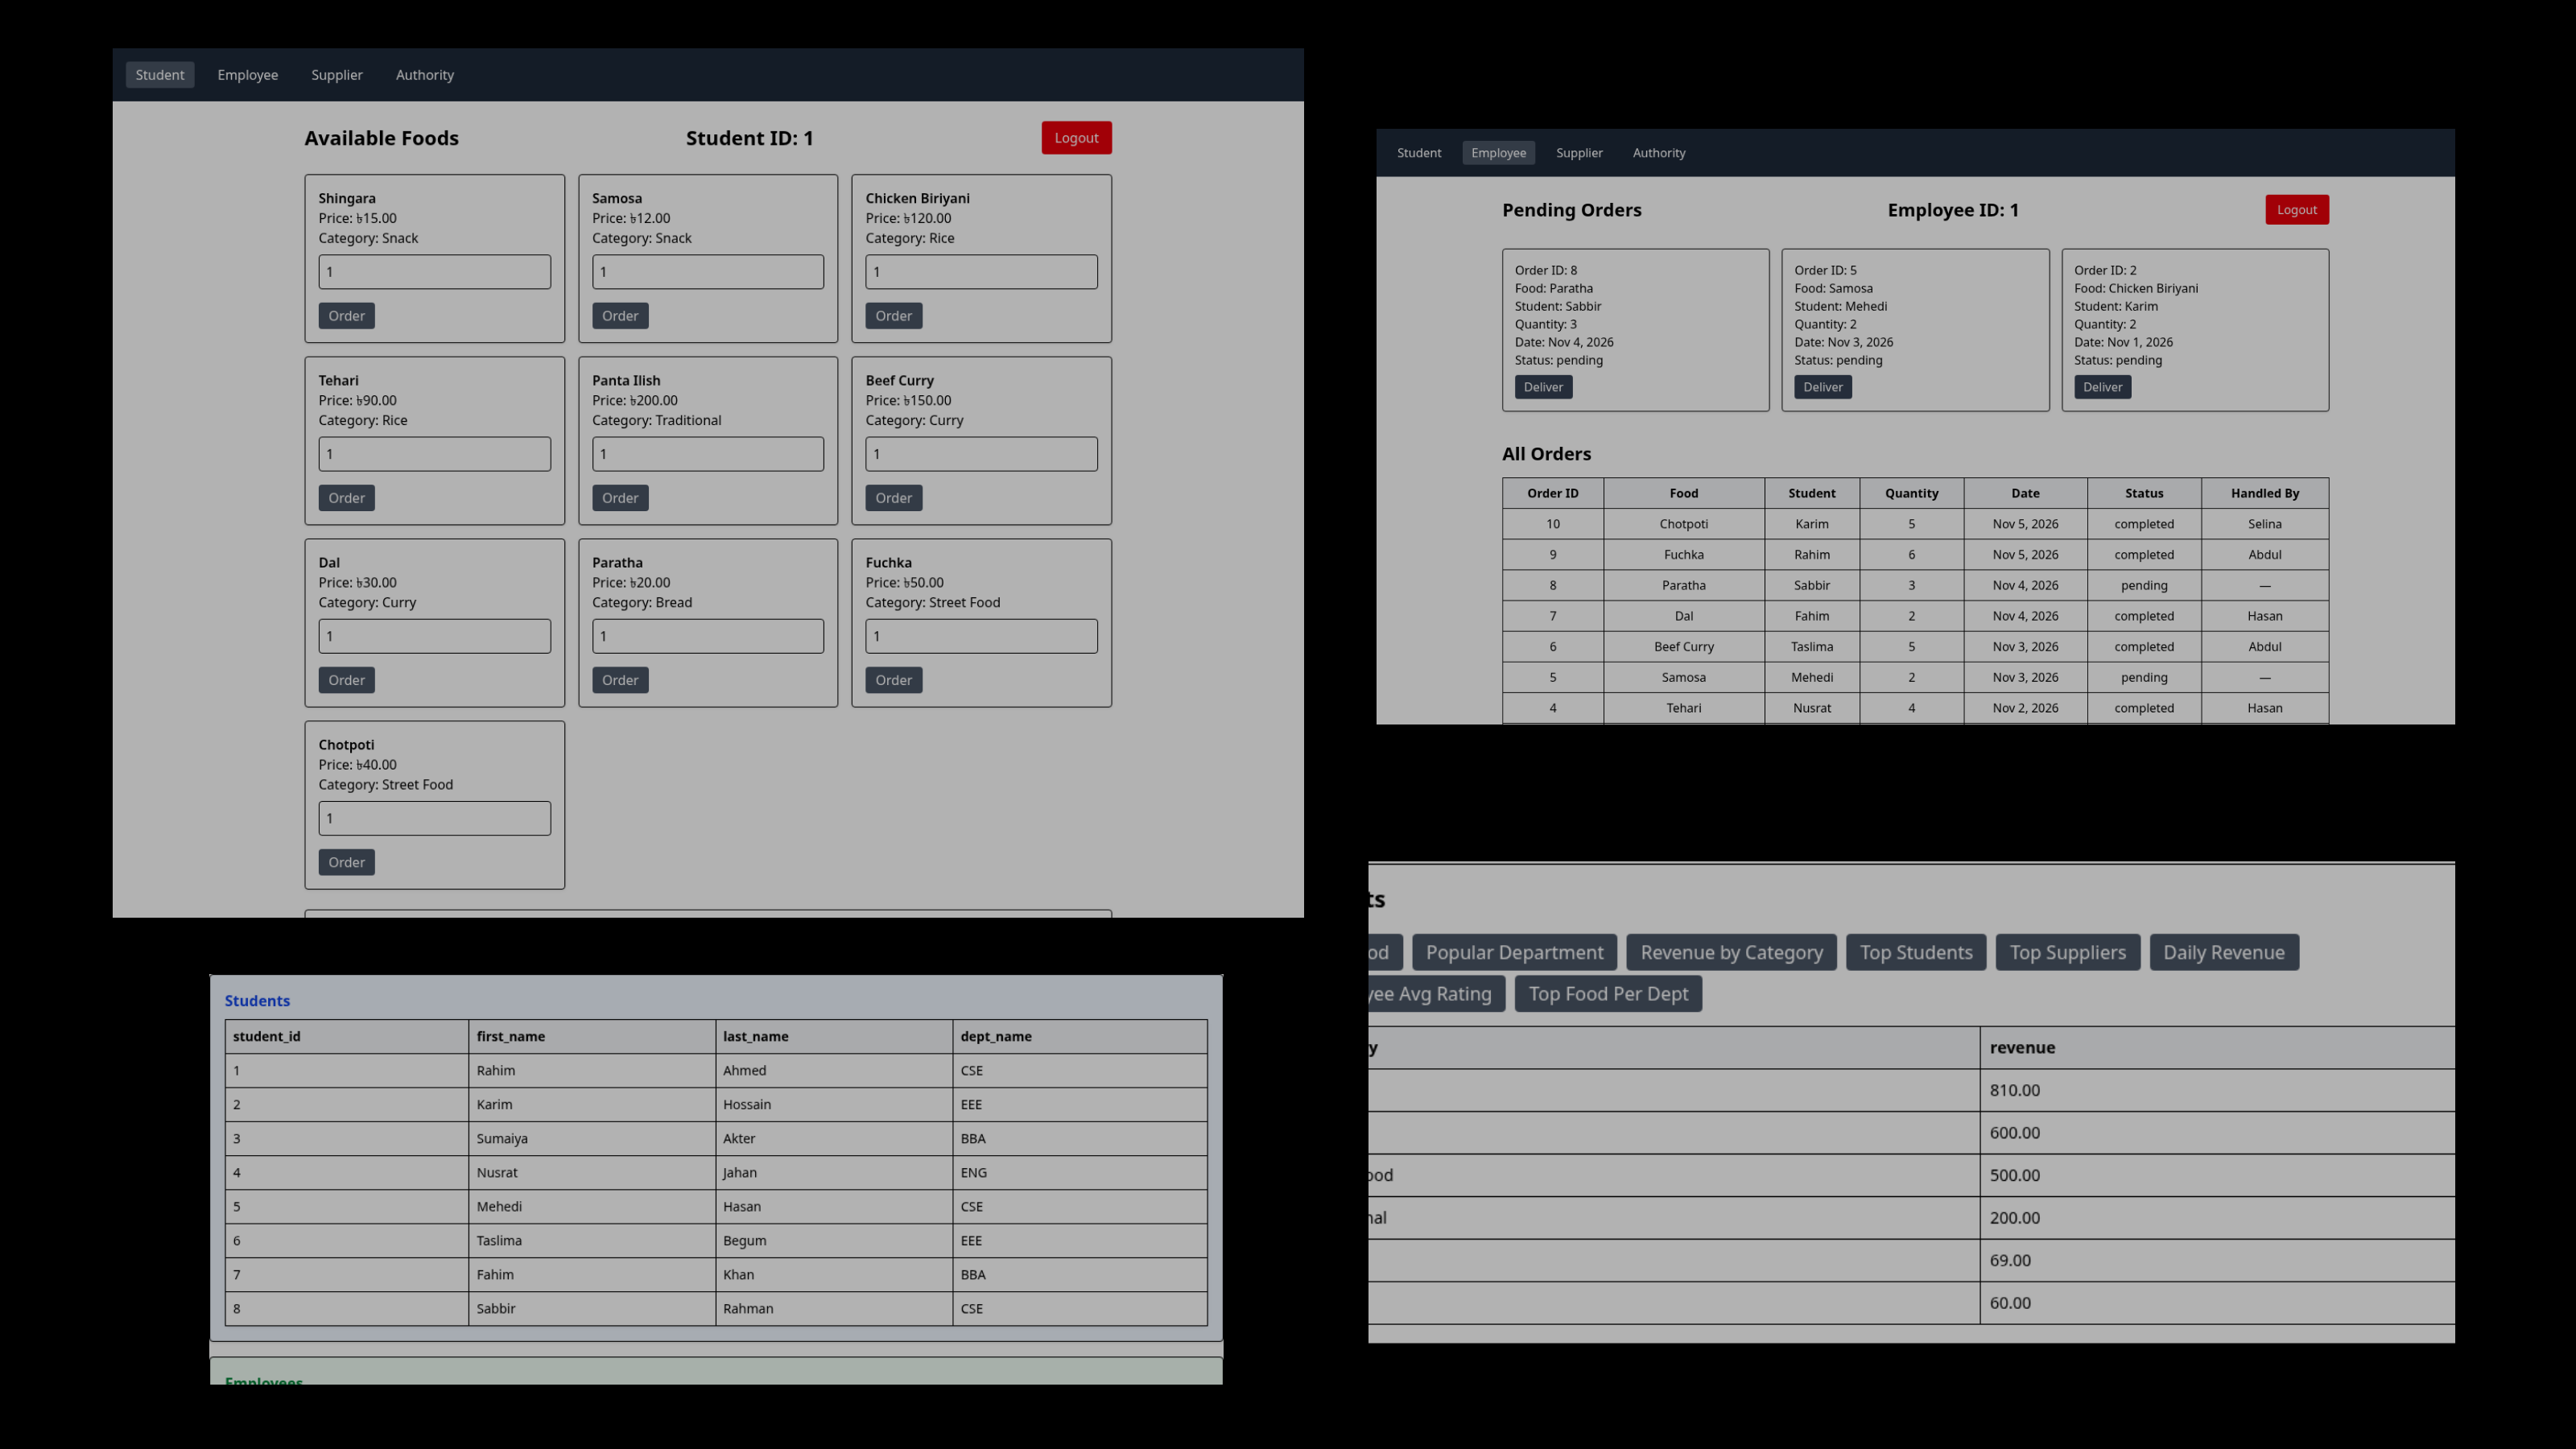 Student Employee Supplier Authority
Available Foods Student ID: 1 Logout
Shingara
Price: ৳15.00
Category: Snack
1
Order
Samosa
Price: ৳12.00
Category: Snack
1
Order
Chicken Biriyani
Price: ৳120.00
Category: Rice
1
Order
Tehari
Price: ৳90.00
Category: Rice
1
Order
Panta Ilish
Price: ৳200.00
Category: Traditional
1
Order
Beef Curry
Price: ৳150.00
Category: Curry
1
Order
Dal
Price: ৳30.00
Category: Curry
1
Order
Paratha
Price: ৳20.00
Category: Bread
1
Order
Fuchka
Price: ৳50.00
Category: Street Food
1
Order
Chotpoti
Price: ৳40.00
Category: Street Food
1
Order
Student Employee Supplier Authority
Pending Orders Employee ID: 1 Logout
Order ID: 8
Food: Paratha
Student: Sabbir
Quantity: 3
Date: Nov 4, 2026
Status: pending
Deliver
Order ID: 5
Food: Samosa
Student: Mehedi
Quantity: 2
Date: Nov 3, 2026
Status: pending
Deliver
Order ID: 2
Food: Chicken Biriyani
Student: Karim
Quantity: 2
Date: Nov 1, 2026
Status: pending
Deliver
All Orders
Order ID Food Student Quantity Date Status Handled By
10 Chotpoti Karim 5 Nov 5, 2026 completed Selina
9 Fuchka Rahim 6 Nov 5, 2026 completed Abdul
8 Paratha Sabbir 3 Nov 4, 2026 pending —
7 Dal Fahim 2 Nov 4, 2026 completed Hasan
6 Beef Curry Taslima 5 Nov 3, 2026 completed Abdul
5 Samosa Mehedi 2 Nov 3, 2026 pending —
4 Tehari Nusrat 4 Nov 2, 2026 completed Hasan
Students
student_id first_name last_name dept_name
1 Rahim Ahmed CSE
2 Karim Hossain EEE
3 Sumaiya Akter BBA
4 Nusrat Jahan ENG
5 Mehedi Hasan CSE
6 Taslima Begum EEE
7 Fahim Khan BBA
8 Sabbir Rahman CSE
Employees
ts
od Popular Department Revenue by Category Top Students Top Suppliers Daily Revenue
yee Avg Rating Top Food Per Dept
y revenue
810.00
600.00
ood 500.00
nal 200.00
69.00
60.00